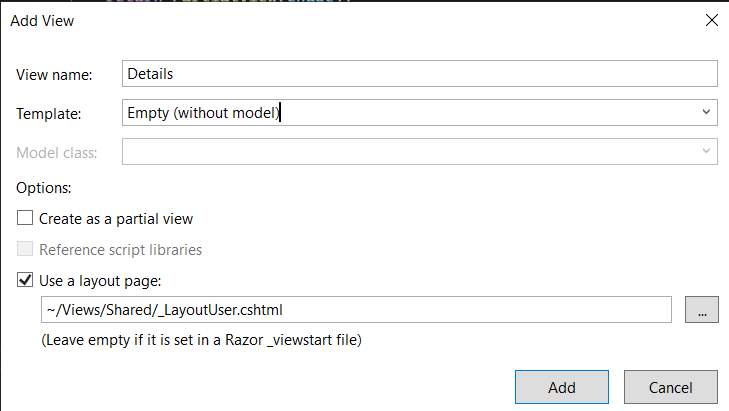 Add View
View name: Details
Template: Empty (without model)
Model class:
Options:
Create as a partial view
Reference script libraries
Use a layout page:
~/Views/Shared/_LayoutUser.cshtml ...
(Leave empty if it is set in a Razor _viewstart file)
Add Cancel